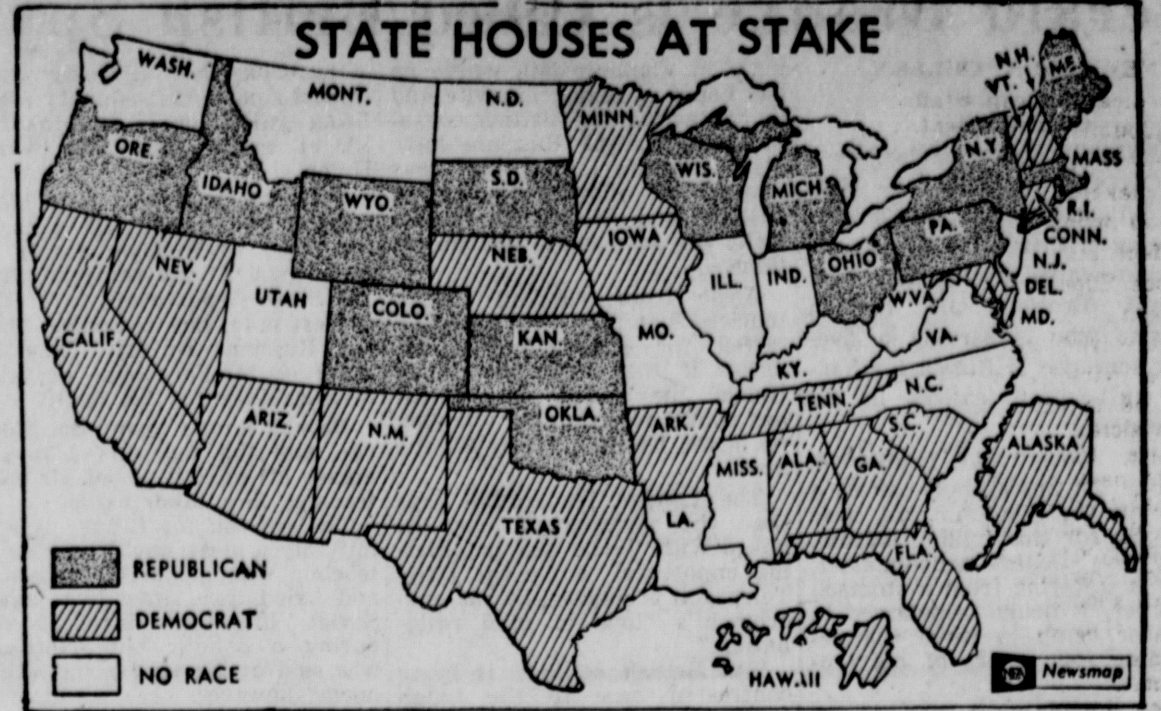 STATE HOUSES AT STAKE
WASH.
MONT.
N.D.
MINN.
N.H.
VT.
ME.
ORE.
IDAHO
WYO.
S.D.
WIS.
MICH.
N.Y.
MASS
R.I.
CONN.
PA.
N.J.
DEL.
MD.
NEV.
UTAH
COLO.
NEB.
IOWA
ILL.
IND.
OHIO
W.VA.
VA.
CALIF.
KAN.
MO.
KY.
N.C.
TENN.
ARIZ.
N.M.
OKLA.
ARK.
S.C.
MISS.
ALA.
GA.
ALASKA
TEXAS
LA.
FLA.
HAWAII
REPUBLICAN
DEMOCRAT
NO RACE
NEA Newsmap